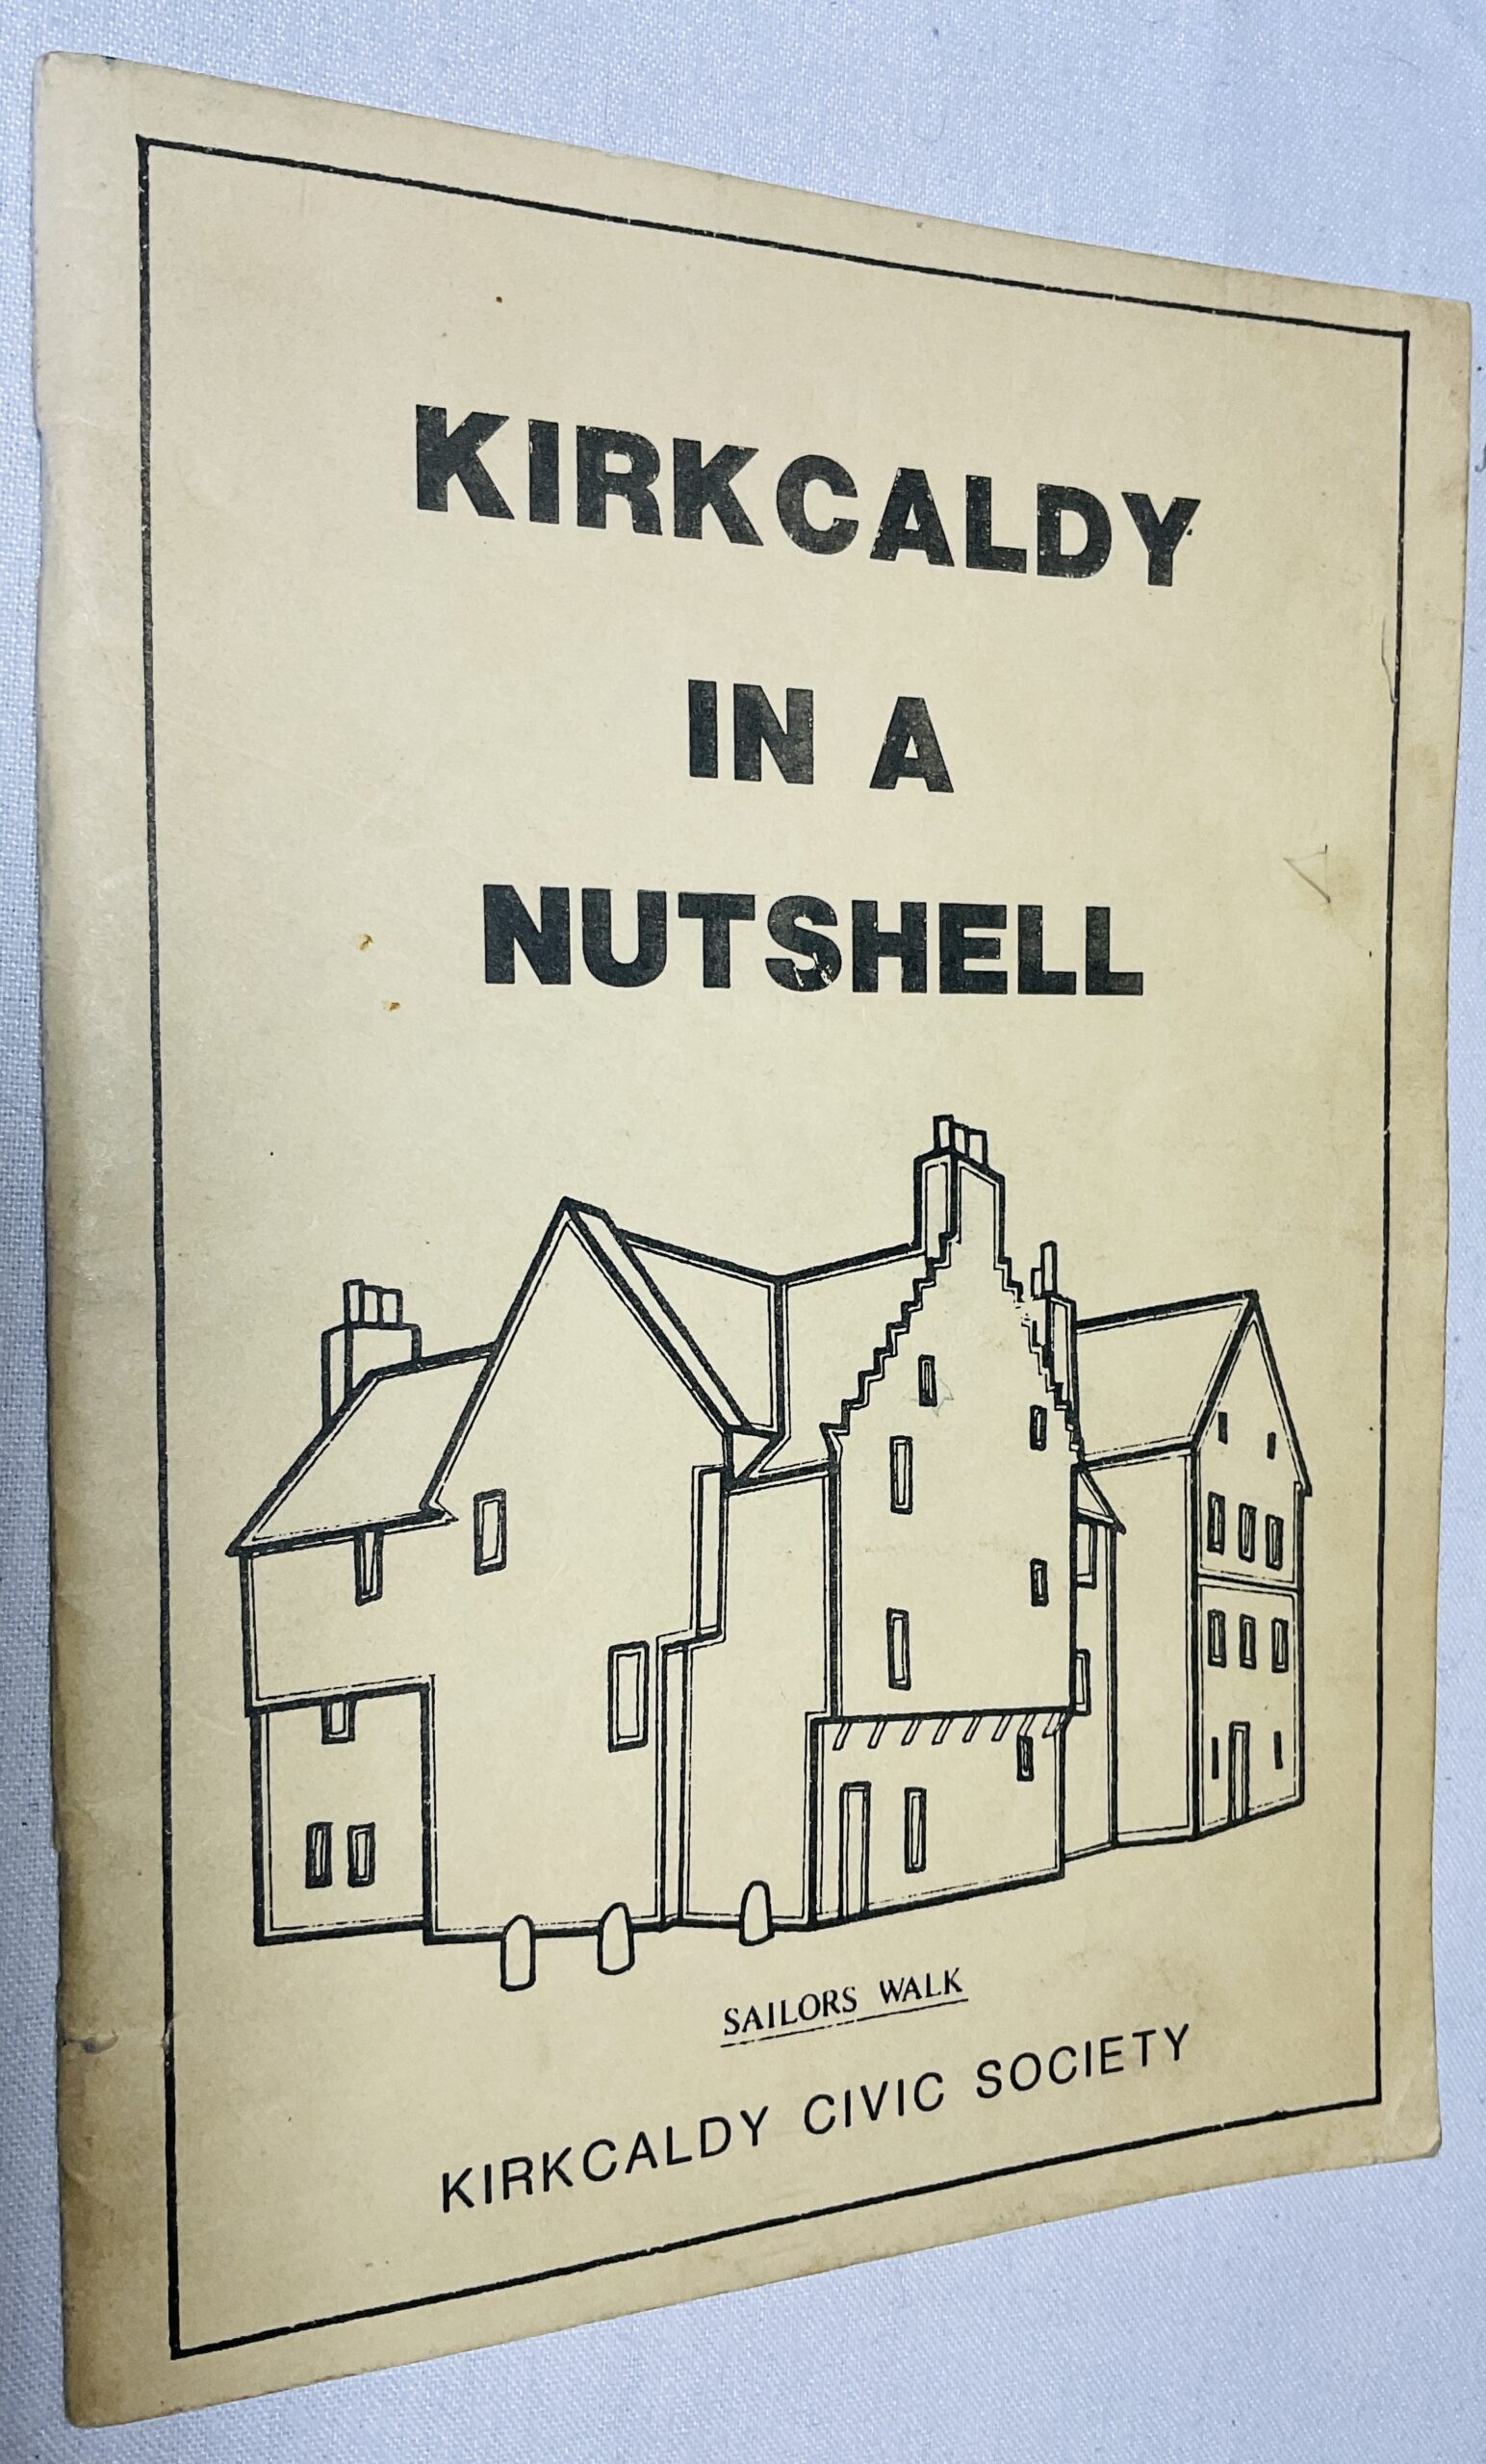 KIRKCALDY
IN A
NUTSHELL
SAILORS WALK
KIRKCALDY CIVIC SOCIETY